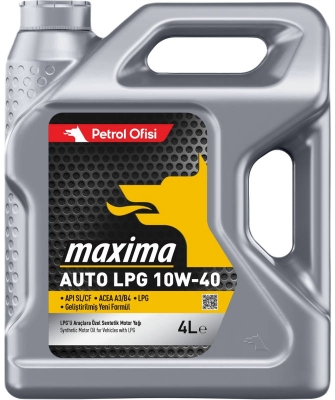 Petrol Ofisi
maxima
AUTO LPG 10W-40
• API SL/CF • ACEA A3/B4 • LPG
• Geliştirilmiş Yeni Formül
LPG'li Araçlara Özel Sentetik Motor Yağı
Synthetic Motor Oil for Vehicles with LPG
4L e